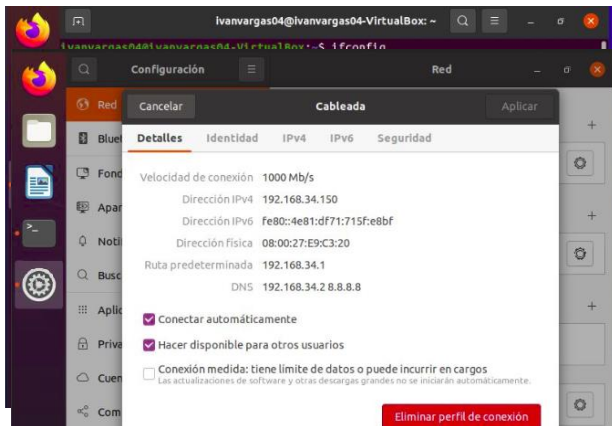 ivanvargas04@ivanvargas04-VirtualBox: ~
ivanvargas04@ivanvargas04-VirtualBox:~$ ifconfig
Configuración
Red
Red
Cancelar
Cableada
Aplicar
Detalles
Identidad
IPv4
IPv6
Seguridad
Velocidad de conexión 1000 Mb/s
Dirección IPv4 192.168.34.150
Dirección IPv6 fe80::4e81:df71:715f:e8bf
Dirección física 08:00:27:E9:C3:20
Ruta predeterminada 192.168.34.1
DNS 192.168.34.2 8.8.8.8
Conectar automáticamente
Hacer disponible para otros usuarios
Conexión medida: tiene límite de datos o puede incurrir en cargos
Las actualizaciones de software y otras descargas grandes no se iniciarán automáticamente.
Eliminar perfil de conexión
Bluet
Fond
Apar
Noti
Busc
Aplic
Priva
Cuen
Com